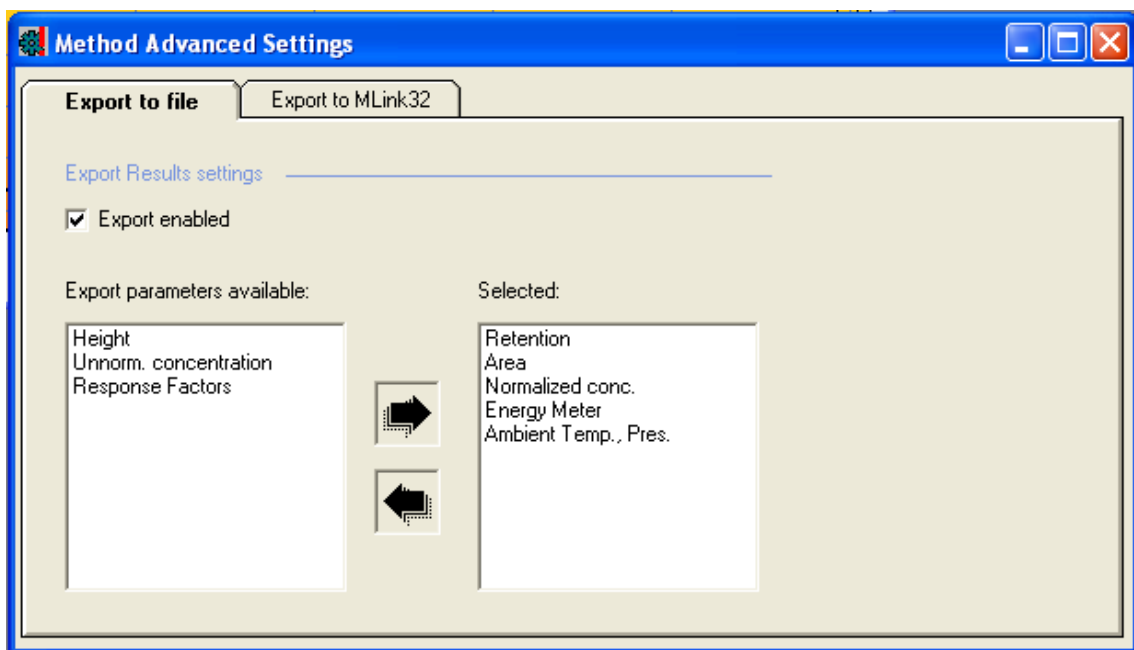 Method Advanced Settings
Export to file
Export to MLink32
Export Results settings
Export enabled
Export parameters available:
Height
Unnorm. concentration
Response Factors
Selected:
Retention
Area
Normalized conc.
Energy Meter
Ambient Temp., Pres.